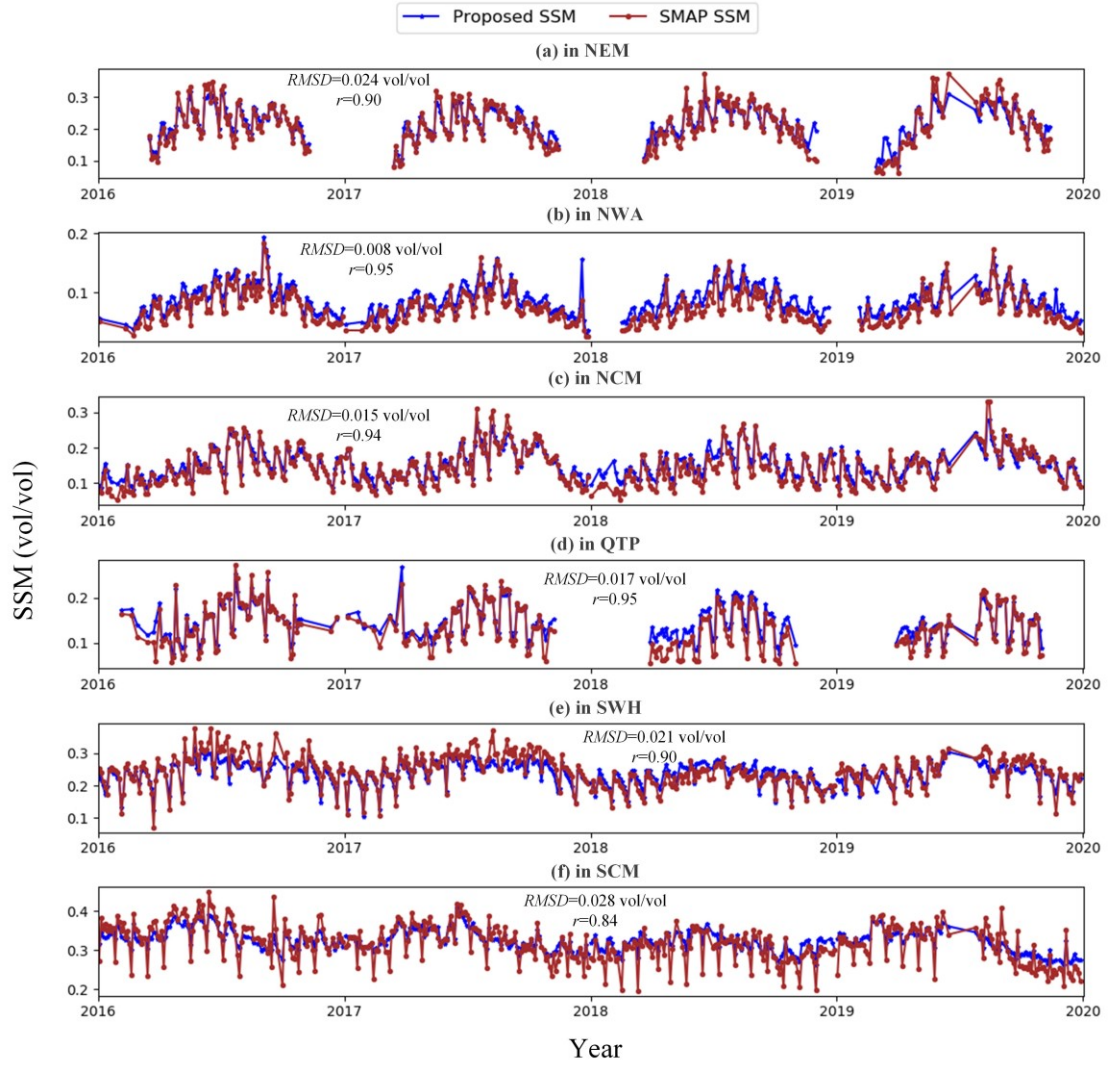 Proposed SSM SMAP SSM
(a) in NEM
RMSD=0.024 vol/vol
r=0.90
0.3
0.2
0.1
2016 2017 2018 2019 2020
(b) in NWA
0.2
RMSD=0.008 vol/vol
r=0.95
0.1
2016 2017 2018 2019 2020
(c) in NCM
RMSD=0.015 vol/vol
r=0.94
0.3
0.2
0.1
2016 2017 2018 2019 2020
SSM (vol/vol)
(d) in QTP
RMSD=0.017 vol/vol
r=0.95
0.2
0.1
2016 2017 2018 2019 2020
(e) in SWH
RMSD=0.021 vol/vol
r=0.90
0.3
0.2
0.1
2016 2017 2018 2019 2020
(f) in SCM
RMSD=0.028 vol/vol
r=0.84
0.4
0.3
0.2
2016 2017 2018 2019 2020
Year